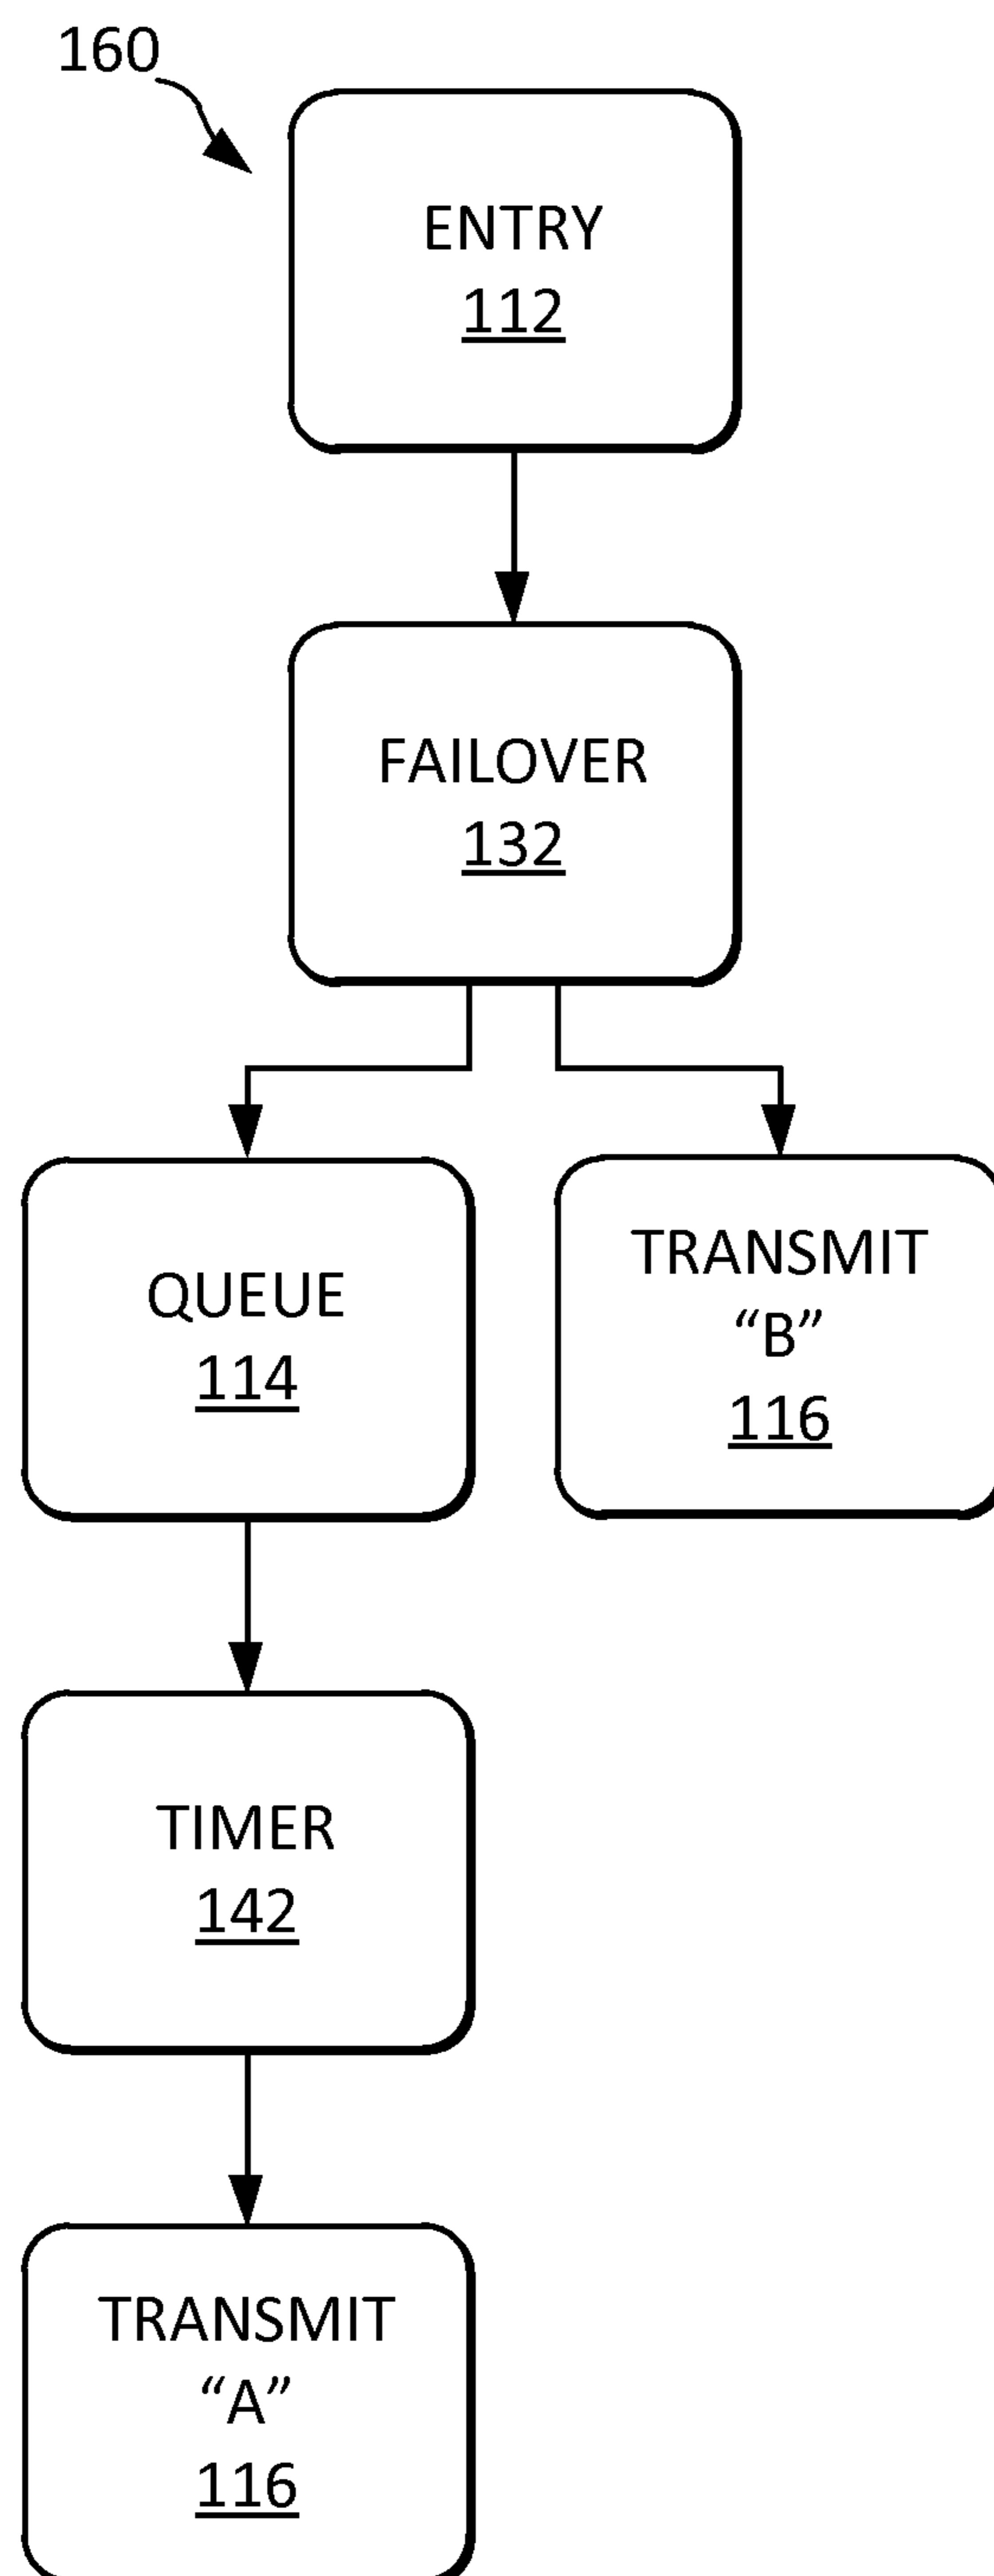 160
ENTRY
112
FAILOVER
132
QUEUE
114
TRANSMIT
“B”
116
TIMER
142
TRANSMIT
“A”
116